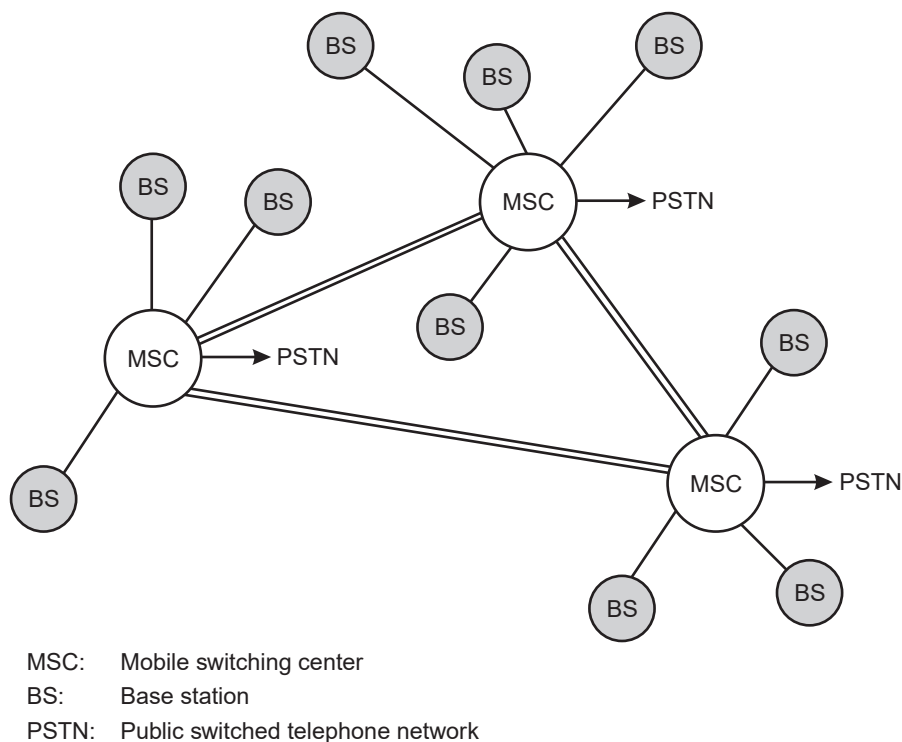 BS
BS
BS
BS
BS
MSC
PSTN
BS
BS
MSC
PSTN
BS
MSC
PSTN
BS
BS
BS
MSC: Mobile switching center
BS: Base station
PSTN: Public switched telephone network